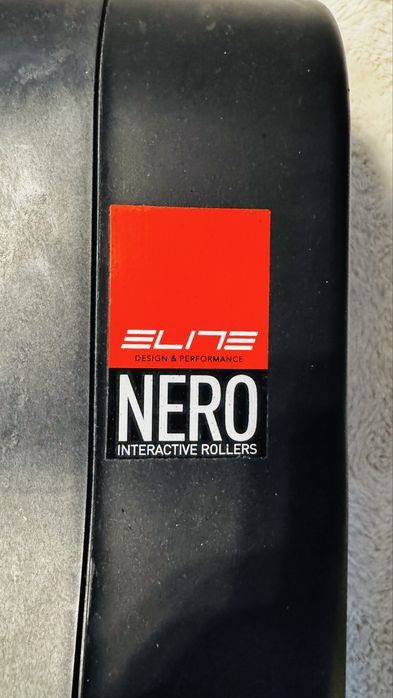 ELITE
DESIGN & PERFORMANCE
NERO
INTERACTIVE ROLLERS